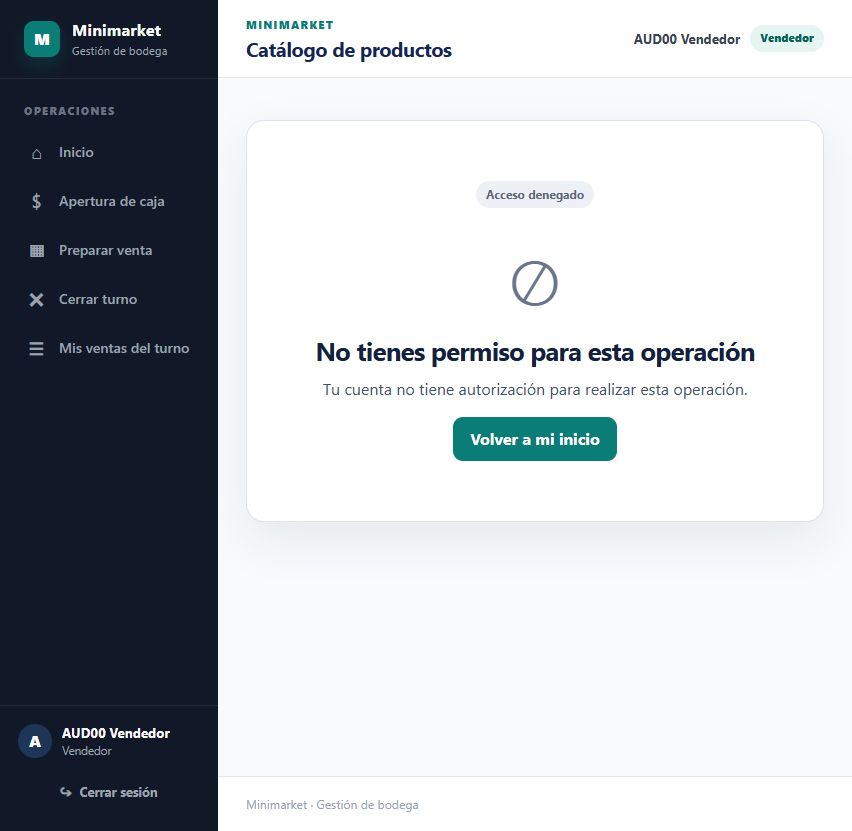 M
Minimarket
Gestión de bodega
OPERACIONES
Inicio
$ Apertura de caja
Preparar venta
Cerrar turno
Mis ventas del turno
A
AUD00 Vendedor
Vendedor
Cerrar sesión
MINIMARKET
Catálogo de productos
AUD00 Vendedor
Vendedor
Acceso denegado
No tienes permiso para esta operación
Tu cuenta no tiene autorización para realizar esta operación.
Volver a mi inicio
Minimarket · Gestión de bodega